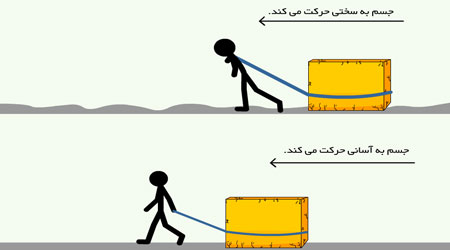 جسم به سختی حرکت می کند.
جسم به آسانی حرکت می کند.